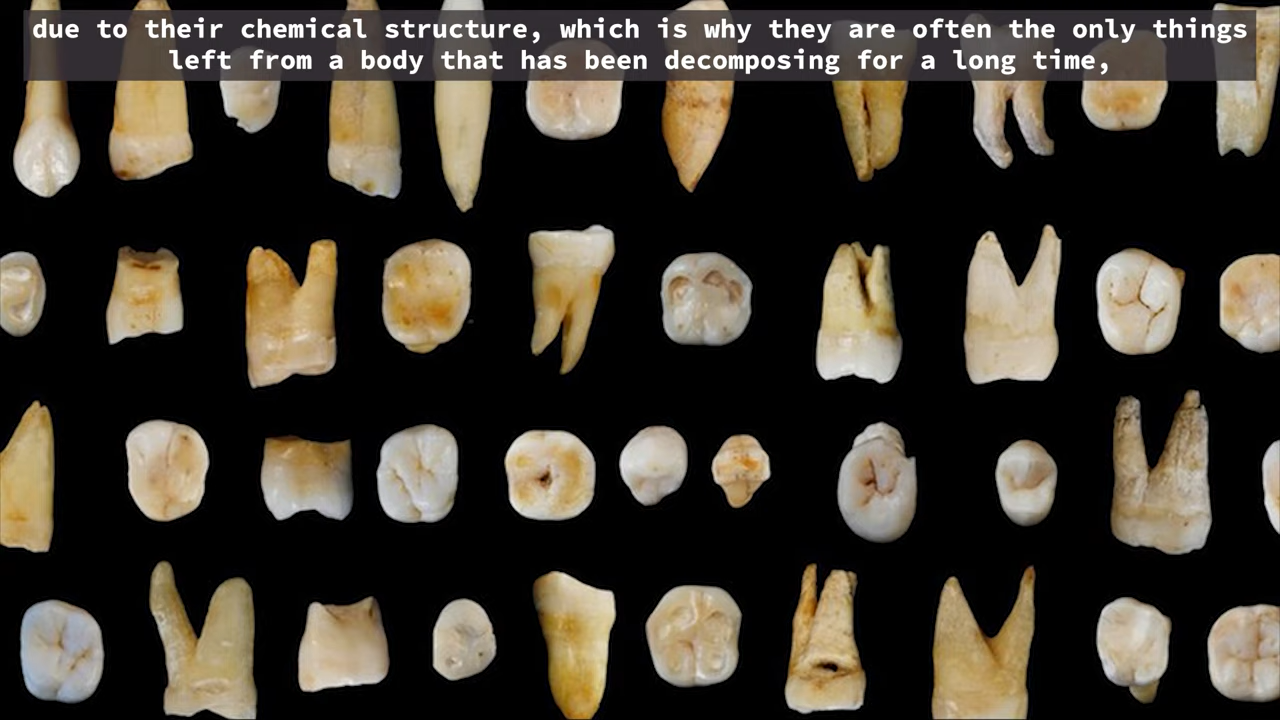 due to their chemical structure, which is why they are often the only things
left from a body that has been decomposing for a long time,